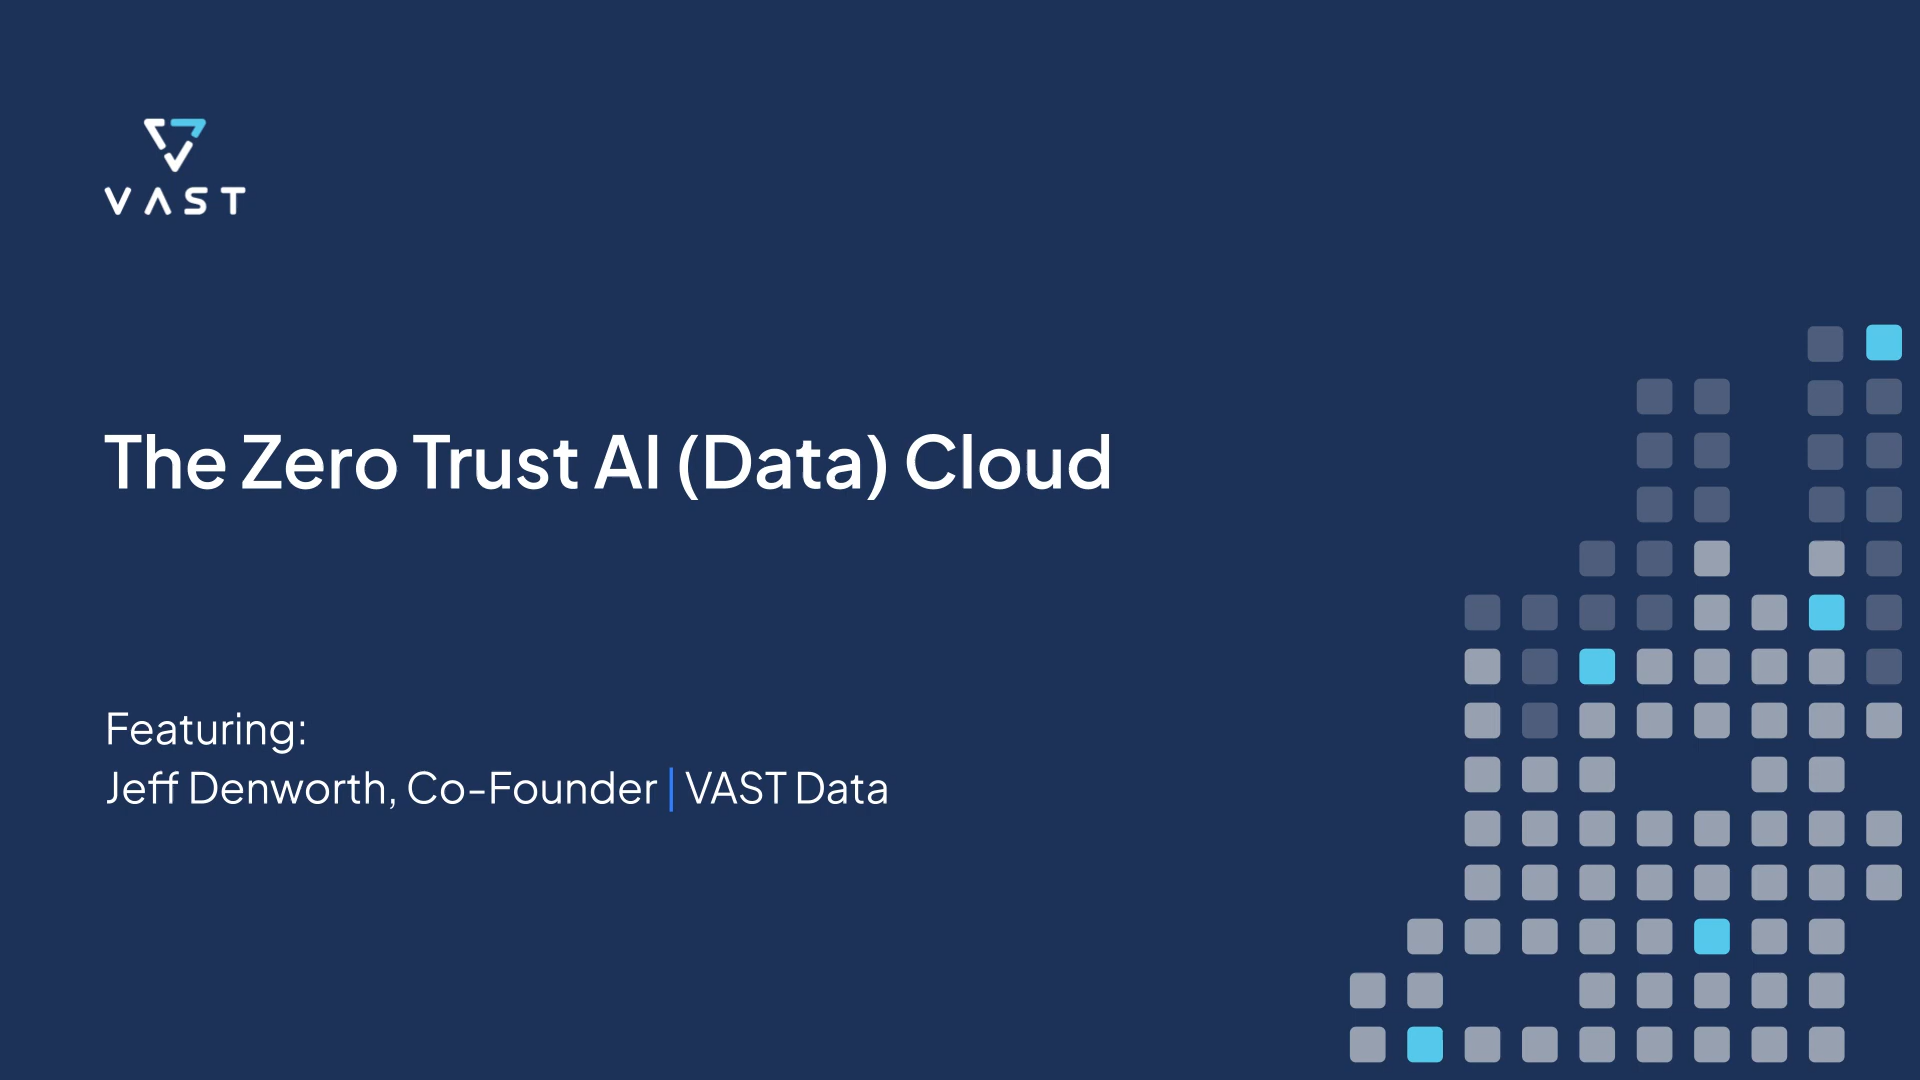 VAST
The Zero Trust AI (Data) Cloud
Featuring:
Jeff Denworth, Co-Founder | VAST Data